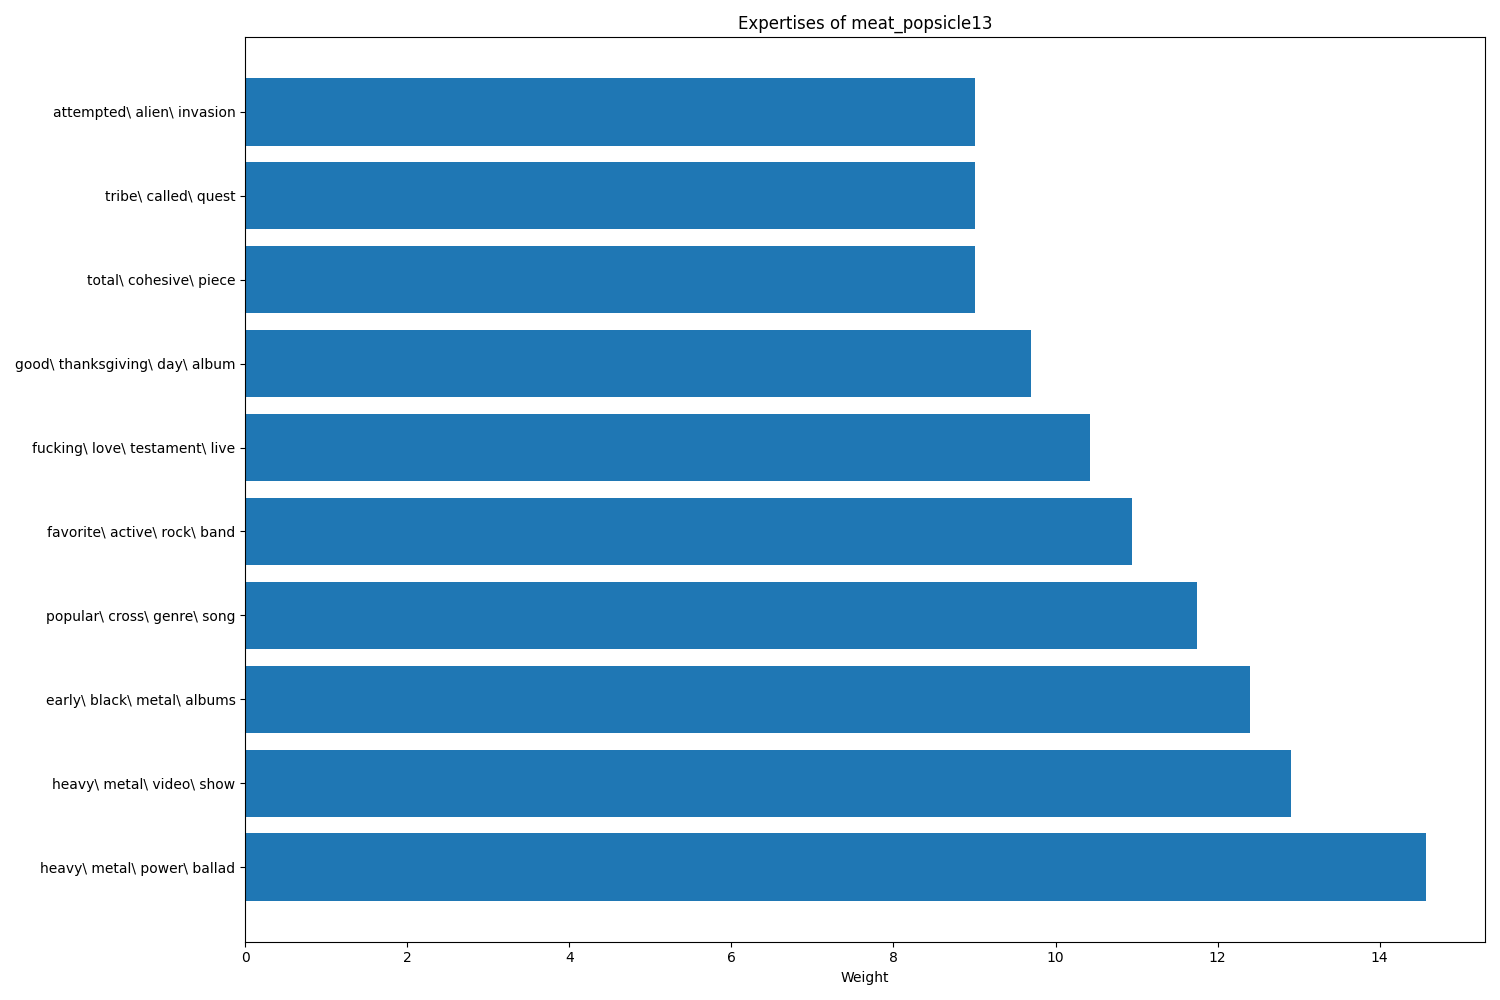 Expertises of meat_popsicle13
attempted\ alien\ invasion
tribe\ called\ quest
total\ cohesive\ piece
good\ thanksgiving\ day\ album
fucking\ love\ testament\ live
favorite\ active\ rock\ band
popular\ cross\ genre\ song
early\ black\ metal\ albums
heavy\ metal\ video\ show
heavy\ metal\ power\ ballad
0 2 4 6 8 10 12 14
Weight